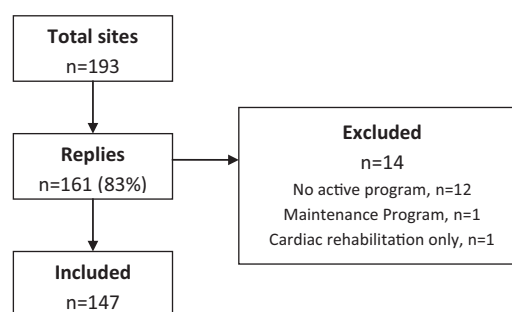 Total sites
n=193
Replies
n=161 (83%)
Excluded
n=14
No active program, n=12
Maintenance Program, n=1
Cardiac rehabilitation only, n=1
Included
n=147